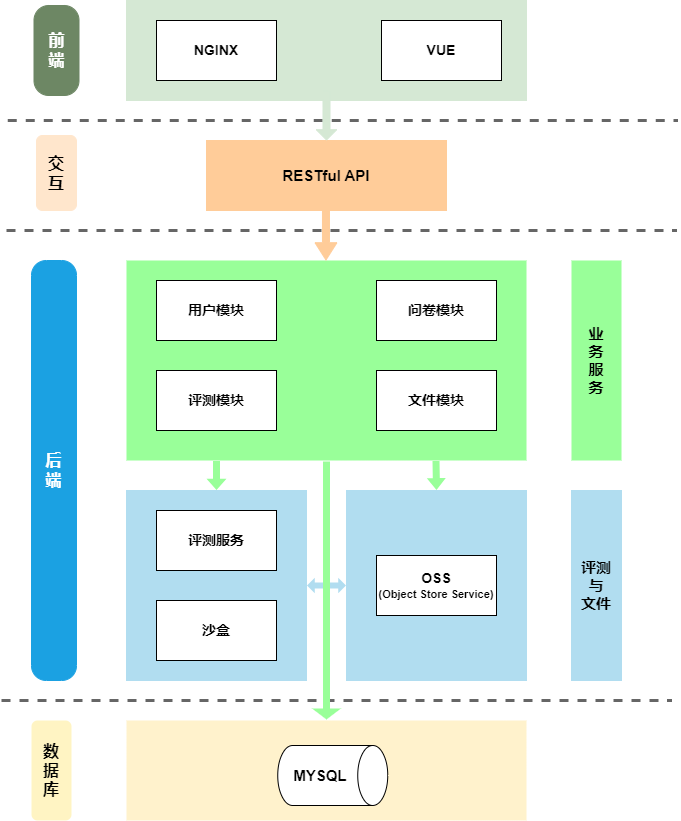 前端
NGINX
VUE
交互
RESTful API
后端
用户模块
问卷模块
评测模块
文件模块
业务服务
评测服务
沙盒
OSS
(Object Store Service)
评测
与
文件
数据库
MYSQL